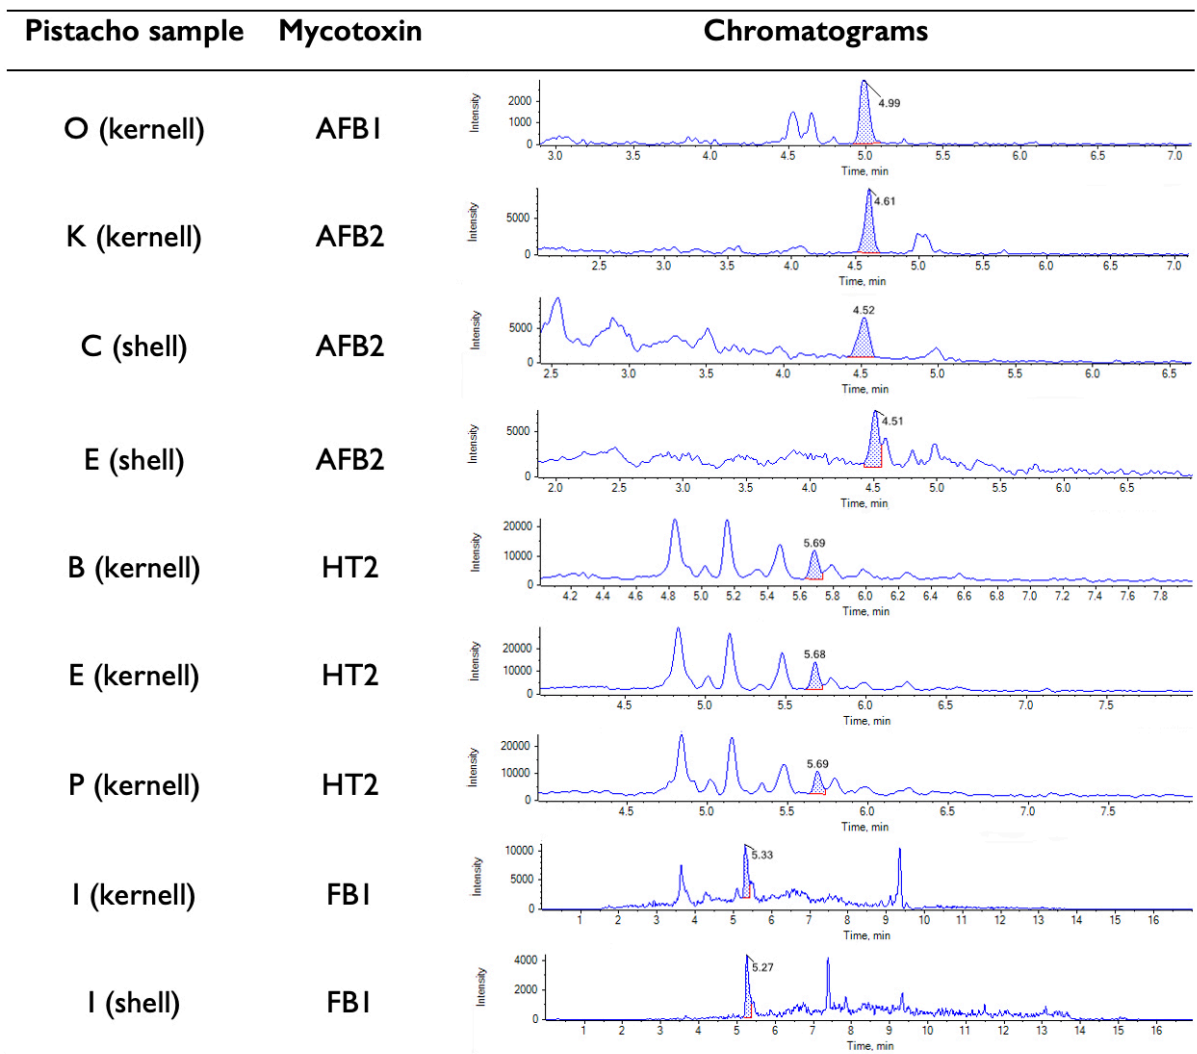 Pistacho sample Mycotoxin Chromatograms
O (kernell) AFB1
Intensity
2000
1000
0
4.99
3.0 3.5 4.0 4.5 5.0 5.5 6.0 6.5 7.0
Time, min
K (kernell) AFB2
Intensity
5000
0
4.61
2.5 3.0 3.5 4.0 4.5 5.0 5.5 6.0 6.5 7.0
Time, min
C (shell) AFB2
Intensity
5000
0
4.52
2.5 3.0 3.5 4.0 4.5 5.0 5.5 6.0 6.5
Time, min
E (shell) AFB2
Intensity
5000
0
4.51
2.0 2.5 3.0 3.5 4.0 4.5 5.0 5.5 6.0 6.5
Time, min
B (kernell) HT2
Intensity
20000
10000
0
5.69
4.2 4.4 4.6 4.8 5.0 5.2 5.4 5.6 5.8 6.0 6.2 6.4 6.6 6.8 7.0 7.2 7.4 7.6 7.8
Time, min
E (kernell) HT2
Intensity
20000
10000
0
5.68
4.5 5.0 5.5 6.0 6.5 7.0 7.5
Time, min
P (kernell) HT2
Intensity
20000
10000
0
5.69
4.5 5.0 5.5 6.0 6.5 7.0 7.5
Time, min
I (kernell) FB1
Intensity
10000
5000
0
5.33
1 2 3 4 5 6 7 8 9 10 11 12 13 14 15 16
Time, min
I (shell) FB1
Intensity
4000
2000
0
5.27
1 2 3 4 5 6 7 8 9 10 11 12 13 14 15 16
Time, min